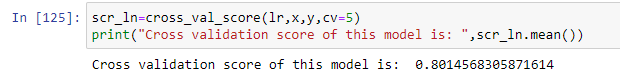 In [125]: scr_ln=cross_val_score(lr,x,y,cv=5)
print("Cross validation score of this model is: ",scr_ln.mean())
Cross validation score of this model is:  0.8014568305871614